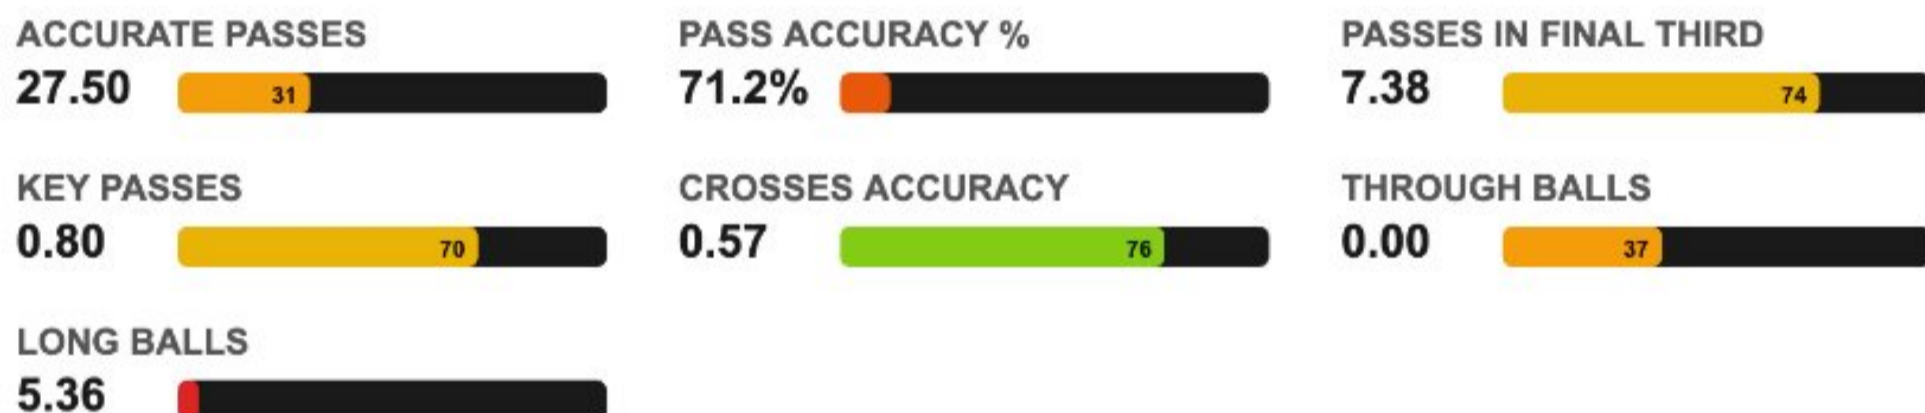 ACCURATE PASSES
27.50 31
PASS ACCURACY %
71.2%
PASSES IN FINAL THIRD
7.38 74
KEY PASSES
0.80 70
CROSSES ACCURACY
0.57 76
THROUGH BALLS
0.00 37
LONG BALLS
5.36